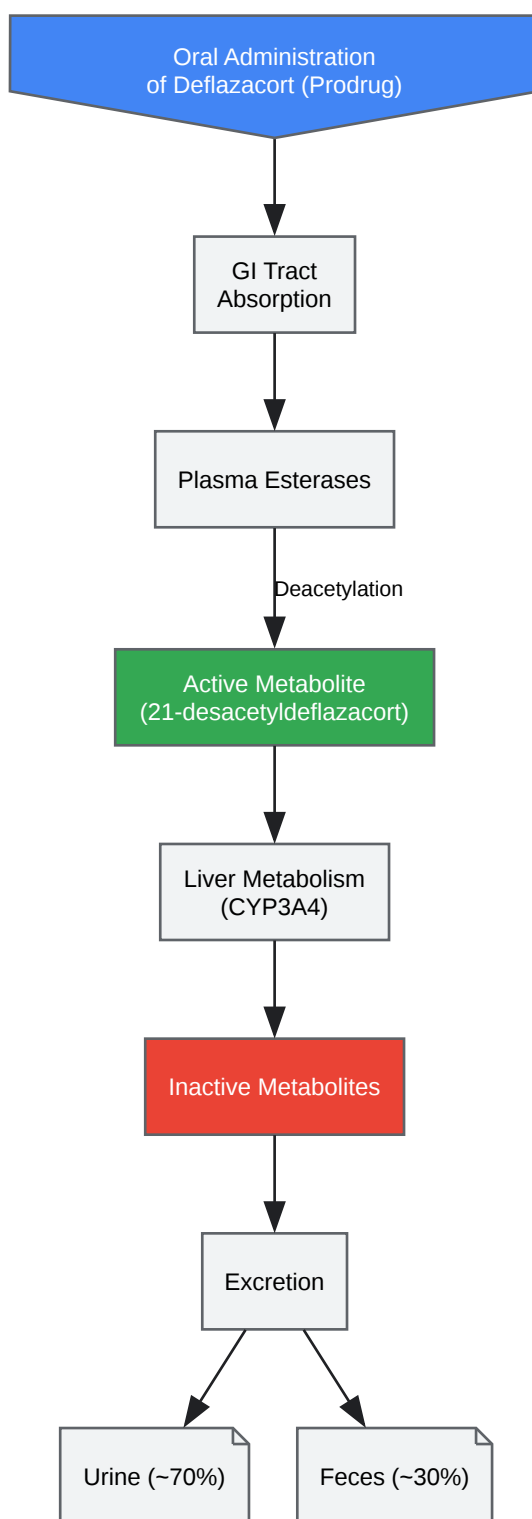 Oral Administration
of Deflazacort (Prodrug)
GI Tract
Absorption
Plasma Esterases
Deacetylation
Active Metabolite
(21-desacetyldeflazacort)
Liver Metabolism
(CYP3A4)
Inactive Metabolites
Excretion
Urine (~70%)
Feces (~30%)